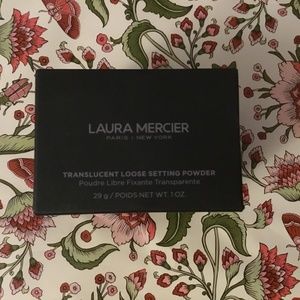 LAURA MERCIER
PARIS | NEW YORK
TRANSLUCENT LOOSE SETTING POWDER
Poudre Libre Fixante Transparente
29 g / POIDS NET WT. 1 OZ.